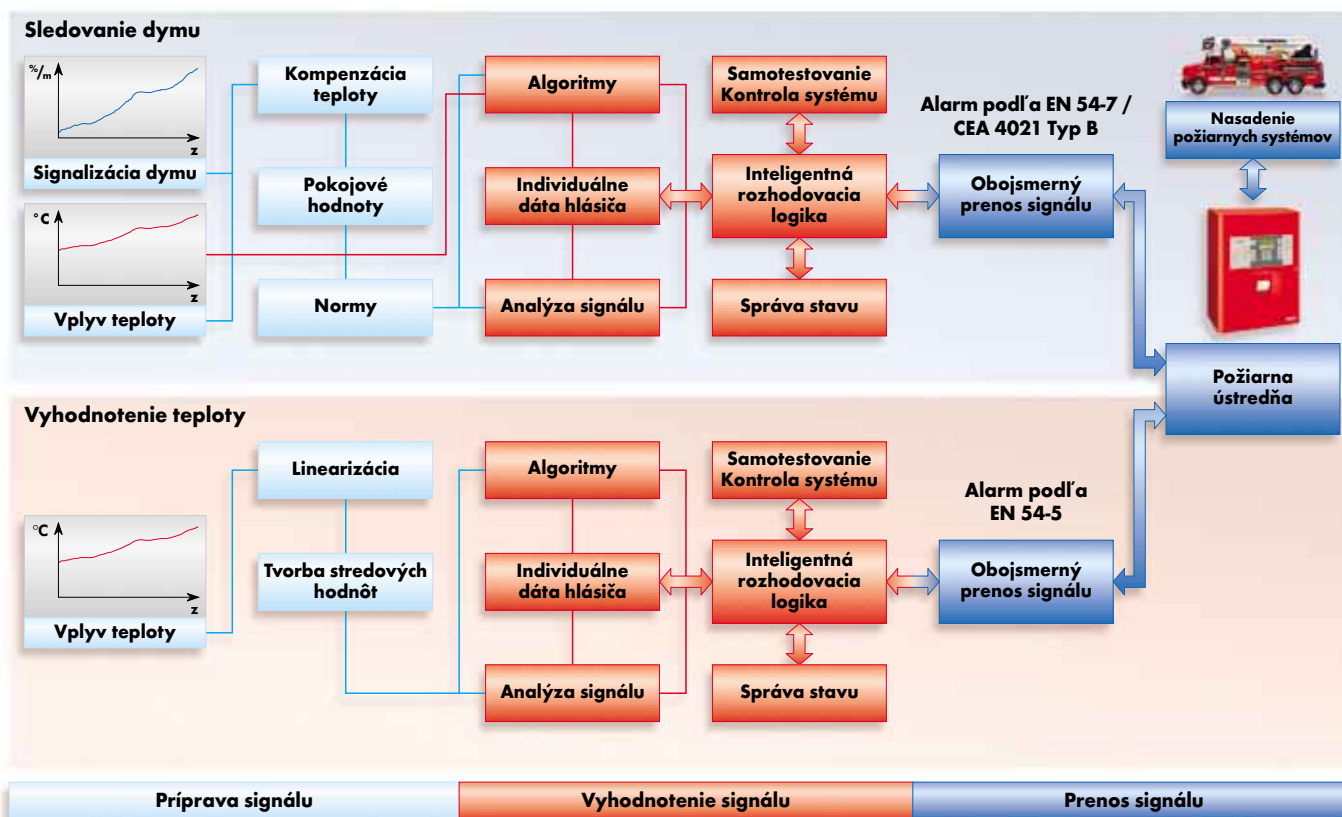 Sledovanie dymu
%/m
z
Signalizácia dymu
°C
z
Vplyv teploty
Kompenzácia
teploty
Pokojové
hodnoty
Normy
Algoritmy
Individuálne
dáta hlásiča
Analýza signálu
Samotestovanie
Kontrola systému
Inteligentná
rozhodovacia
logika
Správa stavu
Alarm podľa EN 54-7 /
CEA 4021 Typ B
Obojsmerný
prenos signálu
Nasadenie
požiarnych systémov
Požiarna
ústredňa
Vyhodnotenie teploty
°C
z
Vplyv teploty
Linearizácia
Tvorba stredových
hodnôt
Algoritmy
Individuálne
dáta hlásiča
Analýza signálu
Samotestovanie
Kontrola systému
Inteligentná
rozhodovacia
logika
Správa stavu
Alarm podľa
EN 54-5
Obojsmerný
prenos signálu
Príprava signálu
Vyhodnotenie signálu
Prenos signálu